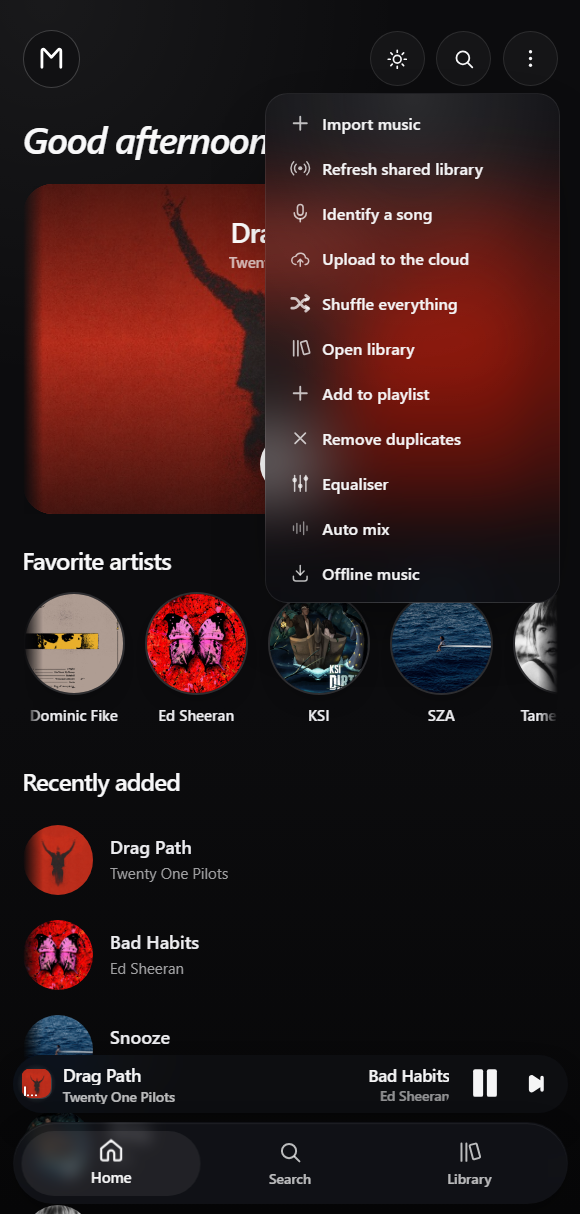 M
Good afternoon
Import music
Refresh shared library
Identify a song
Upload to the cloud
Shuffle everything
Open library
Add to playlist
Remove duplicates
Equaliser
Auto mix
Offline music
Favorite artists
KSI
Dominic Fike
Ed Sheeran
KSI
SZA
Tame
Recently added
Drag Path
Twenty One Pilots
Bad Habits
Ed Sheeran
Snooze
Drag Path
Twenty One Pilots
Bad Habits
Ed Sheeran
Home
Search
Library